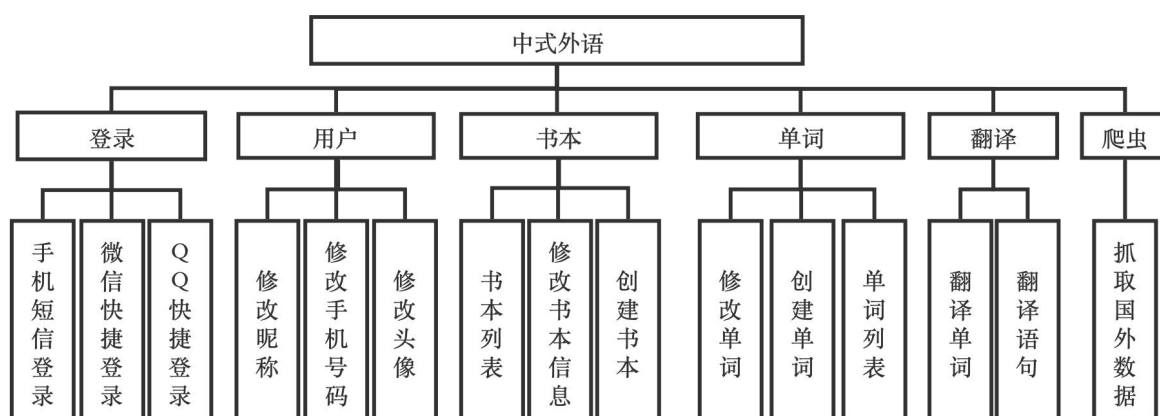 中式外语
登录
用户
书本
单词
翻译
爬虫
手机短信登录
微信快捷登录
QQ快捷登录
修改昵称
修改手机号码
修改头像
书本列表
修改书本信息
创建书本
修改单词
创建单词
单词列表
翻译单词
翻译语句
抓取国外数据